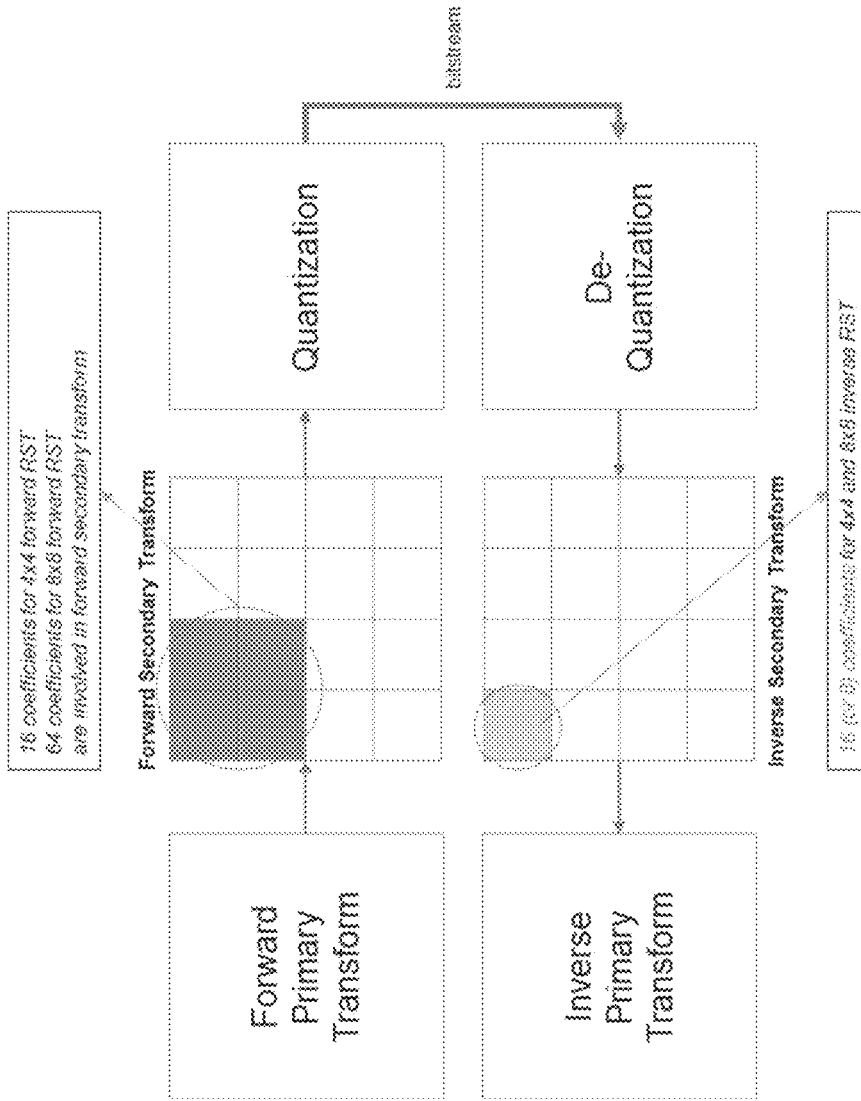 16 coefficients for 4x4 forward RST
64 coefficients for 8x8 forward RST
are involved in forward secondary transform
Forward Secondary Transform
Forward
Primary
Transform
Quantization
bitstream
De-
Quantization
Inverse
Primary
Transform
Inverse Secondary Transform
16 (or 8) coefficients for 4x4 and 8x8 inverse RST